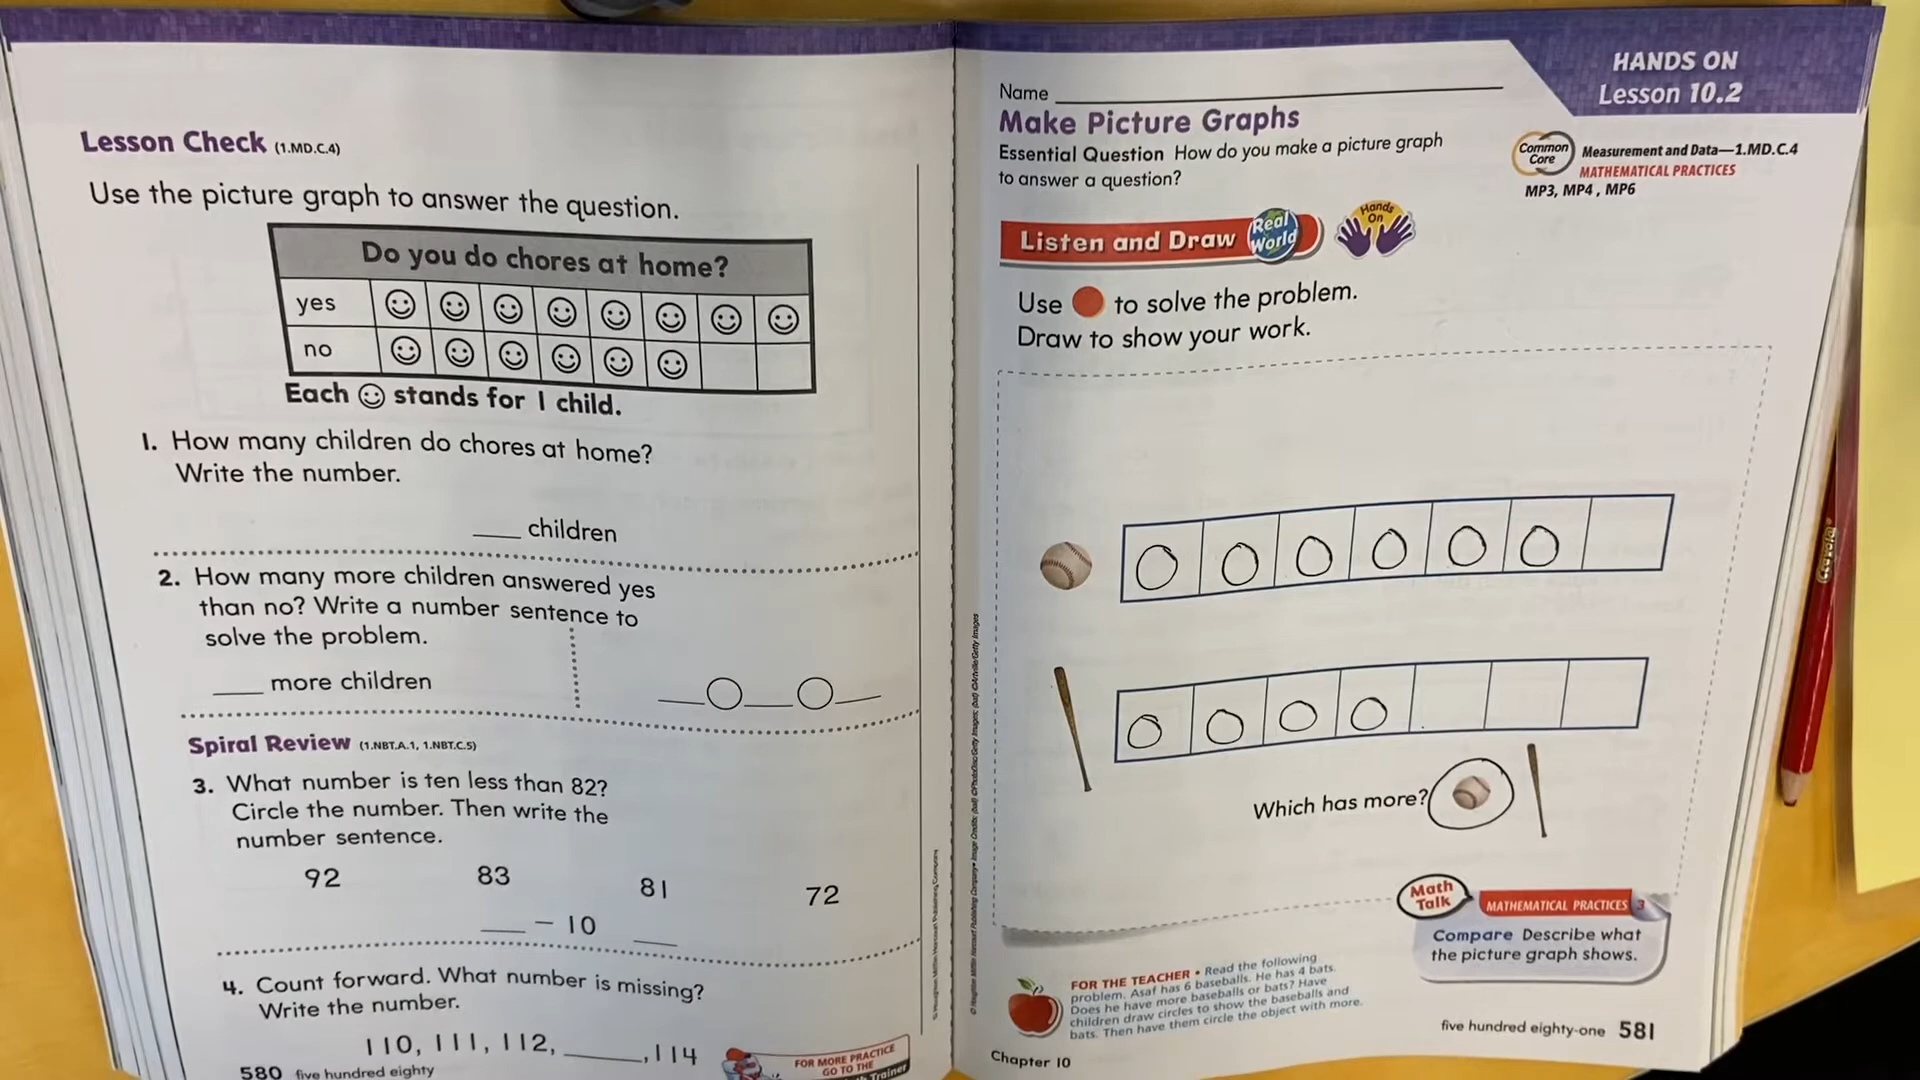 Lesson Check (1.MD.C.4)
Use the picture graph to answer the question.
Do you do chores at home?
yes
no
Each ☺ stands for 1 child.
1. How many children do chores at home?
Write the number.
____ children
2. How many more children answered yes
than no? Write a number sentence to
solve the problem.
____ more children
Spiral Review (1.NBT.A.1, 1.NBT.C.5)
3. What number is ten less than 82?
Circle the number. Then write the
number sentence.
92 83 81 72
____ - 10 ____
4. Count forward. What number is missing?
Write the number.
110, 111, 112, ______, 114
FOR MORE PRACTICE
GO TO THE
Trainer
580 five hundred eighty
HANDS ON
Lesson 10.2
Name
Make Picture Graphs
Essential Question How do you make a picture graph
to answer a question?
Common
Core
Measurement and Data—1.MD.C.4
MATHEMATICAL PRACTICES
MP3, MP4, MP6
Listen and Draw
Real
World
Hands
On
Use to solve the problem.
Draw to show your work.
Which has more?
Math
Talk
MATHEMATICAL PRACTICES 3
Compare Describe what
the picture graph shows.
FOR THE TEACHER • Read the following
problem. Asaf has 6 baseballs. He has 4 bats.
Does he have more baseballs or bats? Have
children draw circles to show the baseballs and
bats. Then have them circle the object with more.
Chapter 10
five hundred eighty-one 581
© Houghton Mifflin Harcourt Publishing Company
Crayola